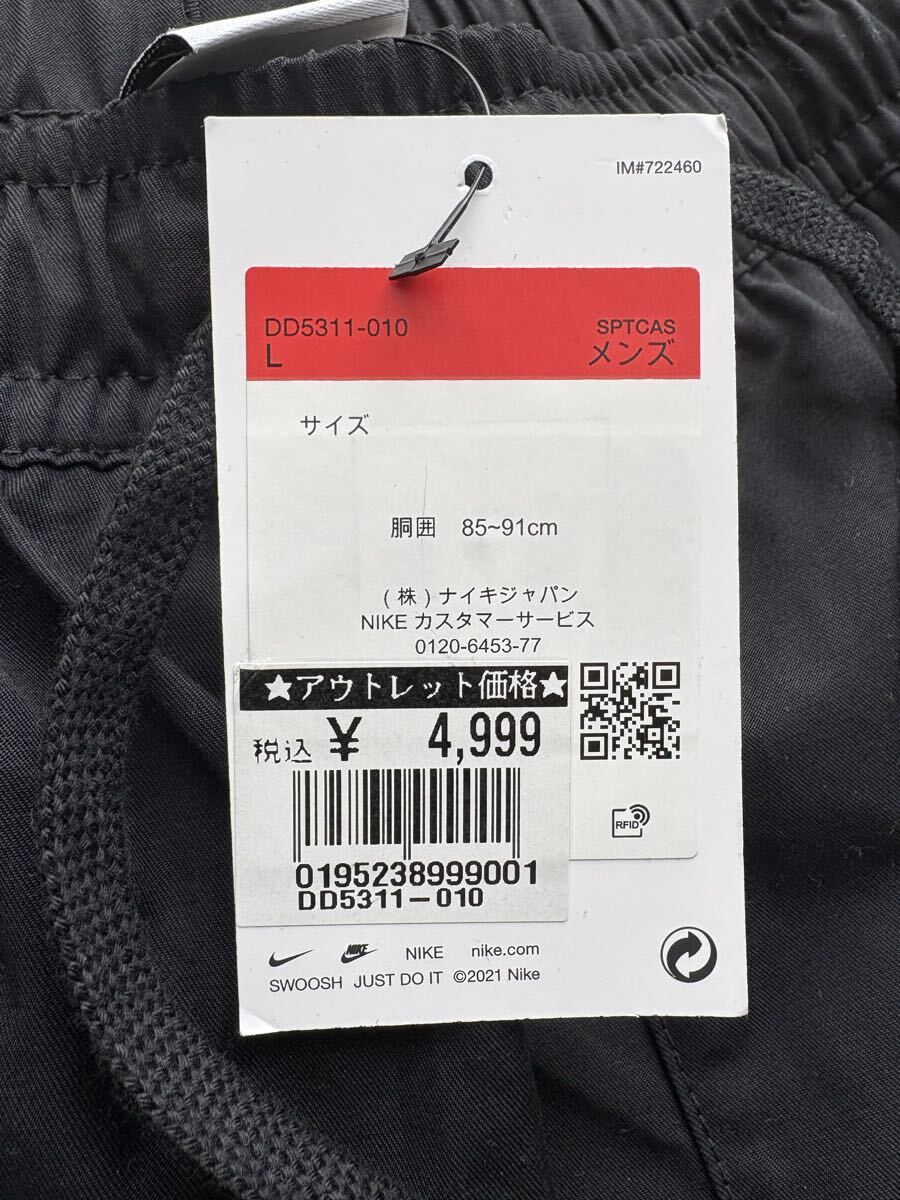 IM#722460
DD5311-010
SPTCAS
L
メンズ
サイズ
胴囲 85~91cm
(株)ナイキジャパン
NIKE カスタマーサービス
0120-6453-77
★アウトレット価格★
税込 ¥ 4,999
RFID
0195238999001
DD5311-010
NIKE NIKE nike.com
SWOOSH JUST DO IT ©2021 Nike